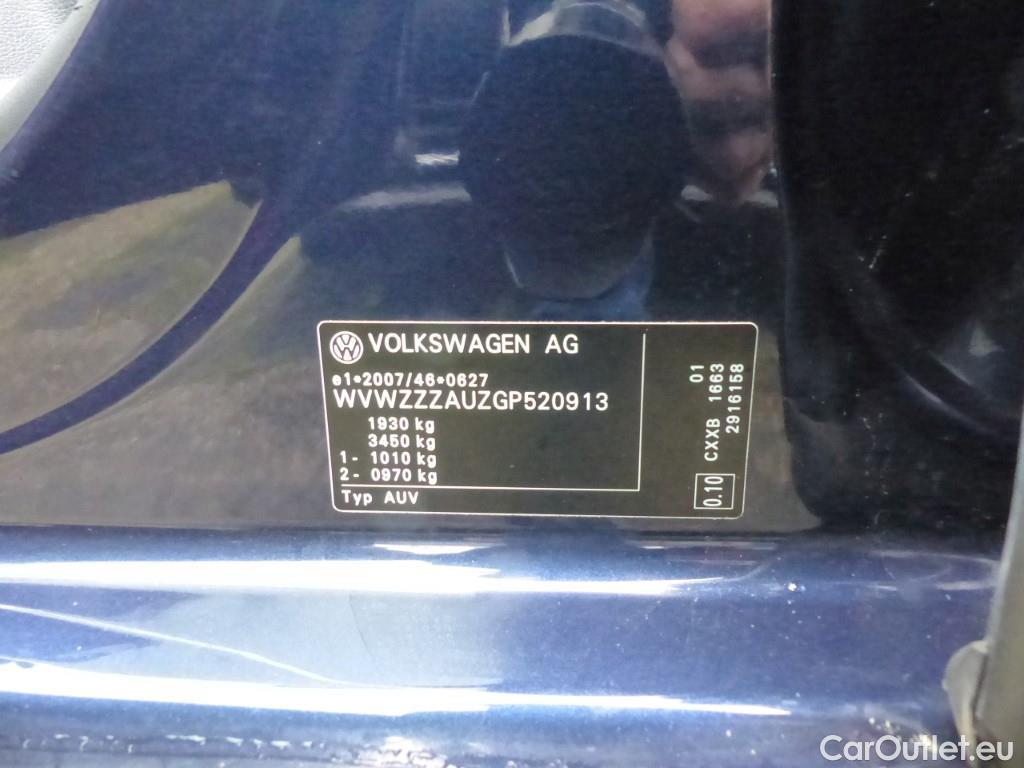 VOLKSWAGEN AG
e1*2007/46*0627
WVWZZZAUZGP520913
1930 kg
3450 kg
1- 1010 kg
2- 0970 kg
Typ AUV
0.10 CXXB 1663 01
2916158
CarOutlet.eu